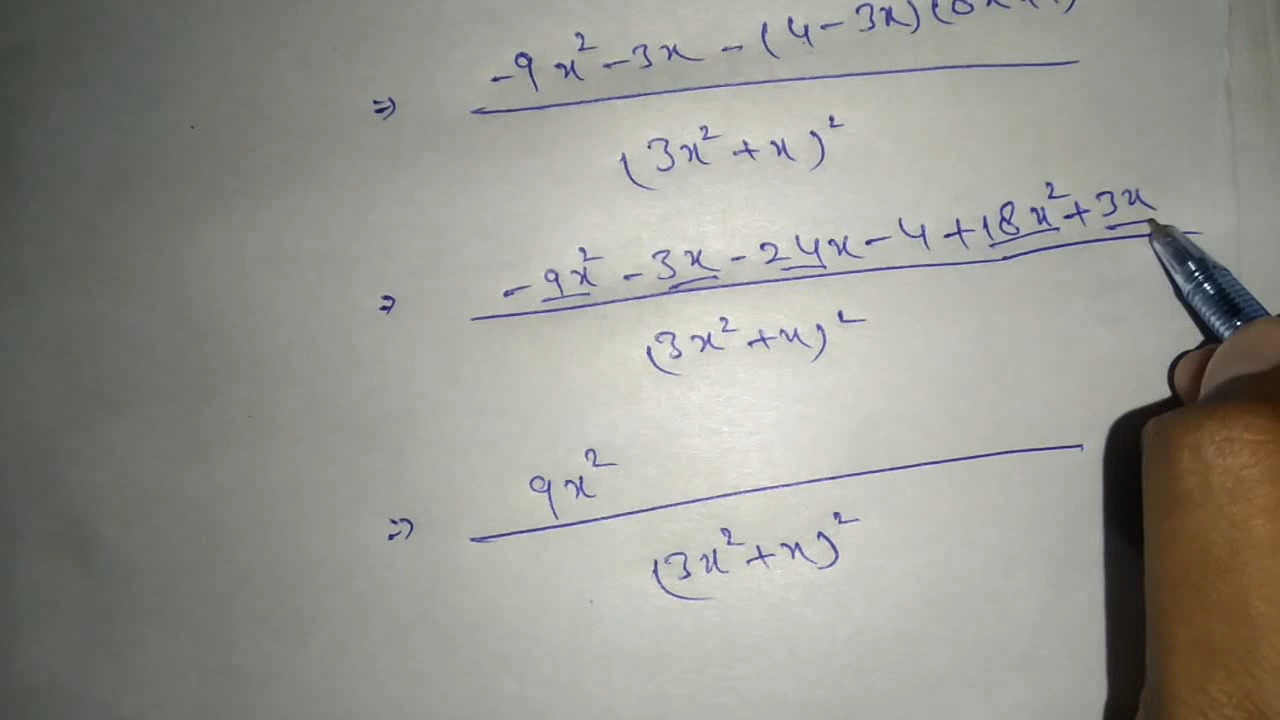 -9x² - 3x - (4 - 3x)(
⇒
(3x² + x)²
-9x² - 3x - 24x - 4 + 18x² + 3x
⇒
(3x² + x)²
9x²
⇒
(3x² + x)²